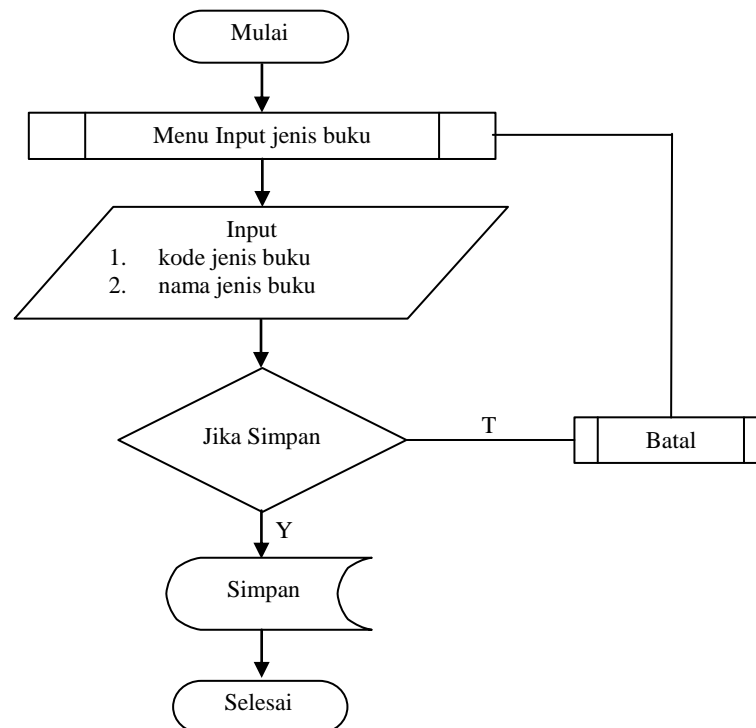 Mulai
Menu Input jenis buku
Input
1. kode jenis buku
2. nama jenis buku
Jika Simpan
T
Batal
Y
Simpan
Selesai